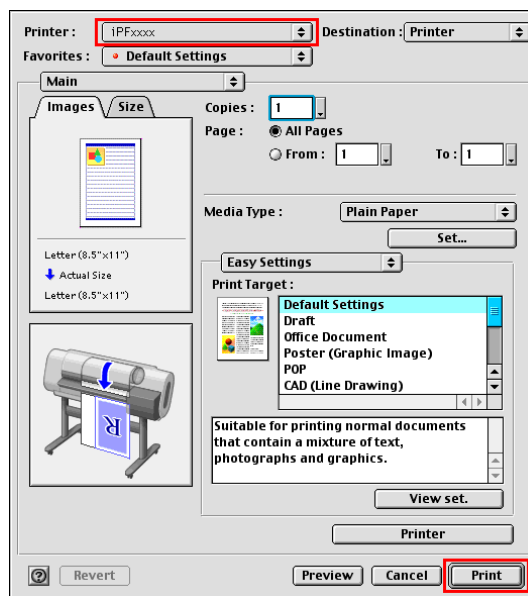 Printer : iPFxxxx Destination : Printer
Favorites : Default Settings
Main
Images Size
Copies : 1
Page : All Pages
From : 1 To : 1
Media Type : Plain Paper
Set...
Letter (8.5"x11")
Actual Size
Letter (8.5"x11")
Easy Settings
Print Target :
Default Settings
Draft
Office Document
Poster (Graphic Image)
POP
CAD (Line Drawing)
R
Suitable for printing normal documents
that contain a mixture of text,
photographs and graphics.
View set.
Printer
? Revert Preview Cancel Print